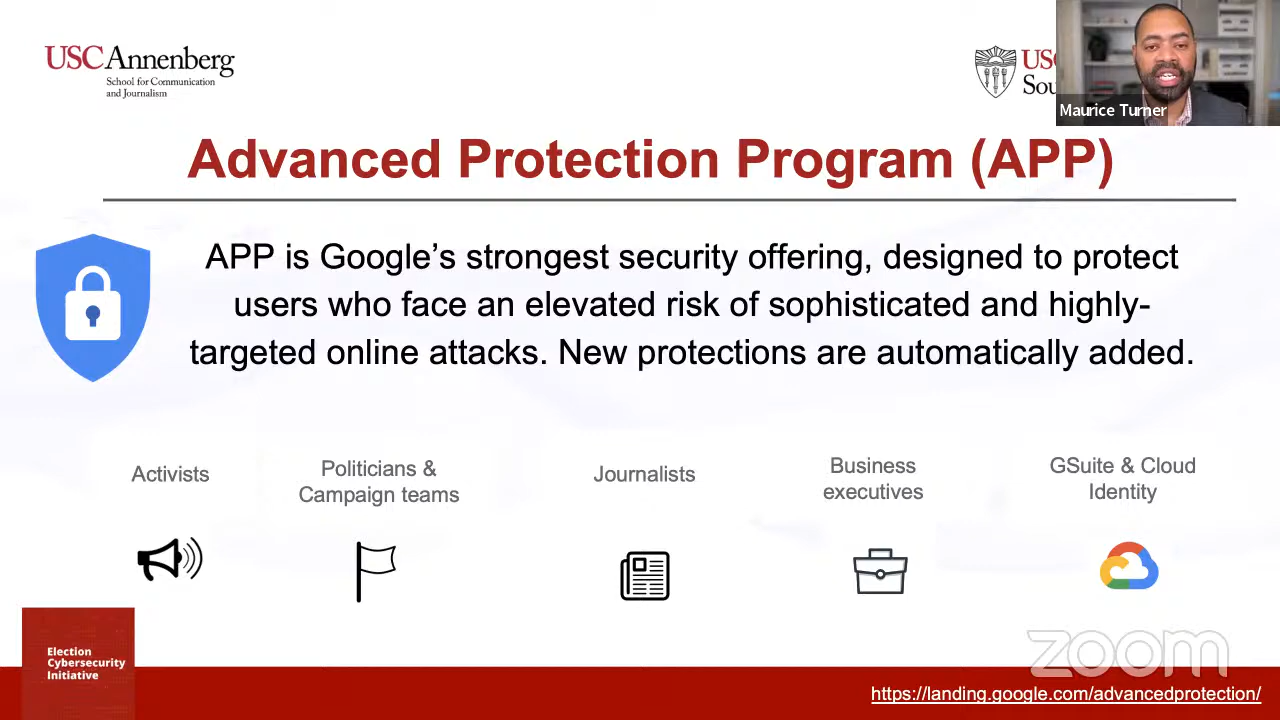 USC Annenberg
School for Communication
and Journalism
Maurice Turner
Advanced Protection Program (APP)
APP is Google’s strongest security offering, designed to protect
users who face an elevated risk of sophisticated and highly-
targeted online attacks. New protections are automatically added.
Activists
Politicians &
Campaign teams
Journalists
Business
executives
GSuite & Cloud
Identity
Election
Cybersecurity
Initiative
zoom
https://landing.google.com/advancedprotection/